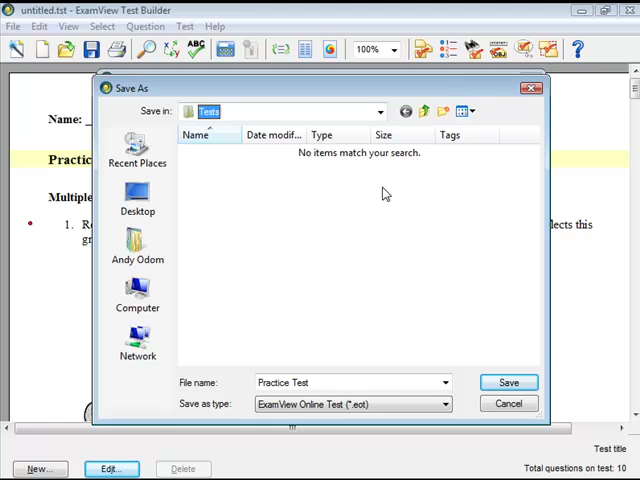 untitled.tst - ExamView Test Builder
File Edit View Insert Select Question Test Help
100%
Name: _
Practic
Multiple
1. R
gr
lects this
Save As
Save in: Tests
Name Date modif... Type Size Tags
No items match your search.
Recent Places
Desktop
Andy Odom
Computer
Network
File name: Practice Test
Save
Save as type: ExamView Online Test (*.eot)
Cancel
Test title
New... Edit... Delete
Total questions on test: 10